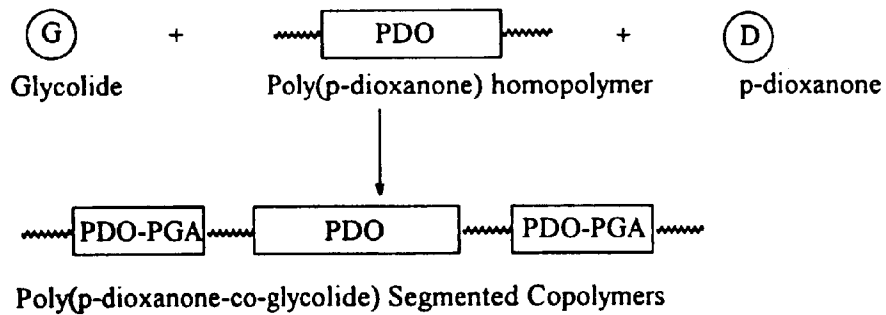 G + PDO + D
Glycolide Poly(p-dioxanone) homopolymer p-dioxanone
PDO-PGA PDO PDO-PGA
Poly(p-dioxanone-co-glycolide) Segmented Copolymers